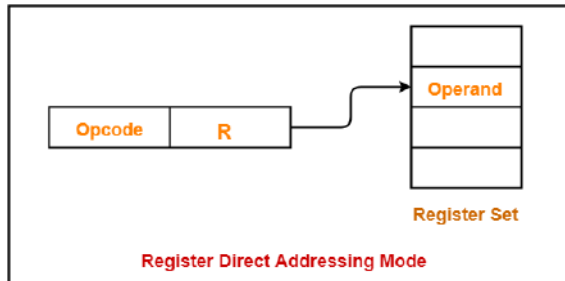 Opcode
R
Operand
Register Set
Register Direct Addressing Mode